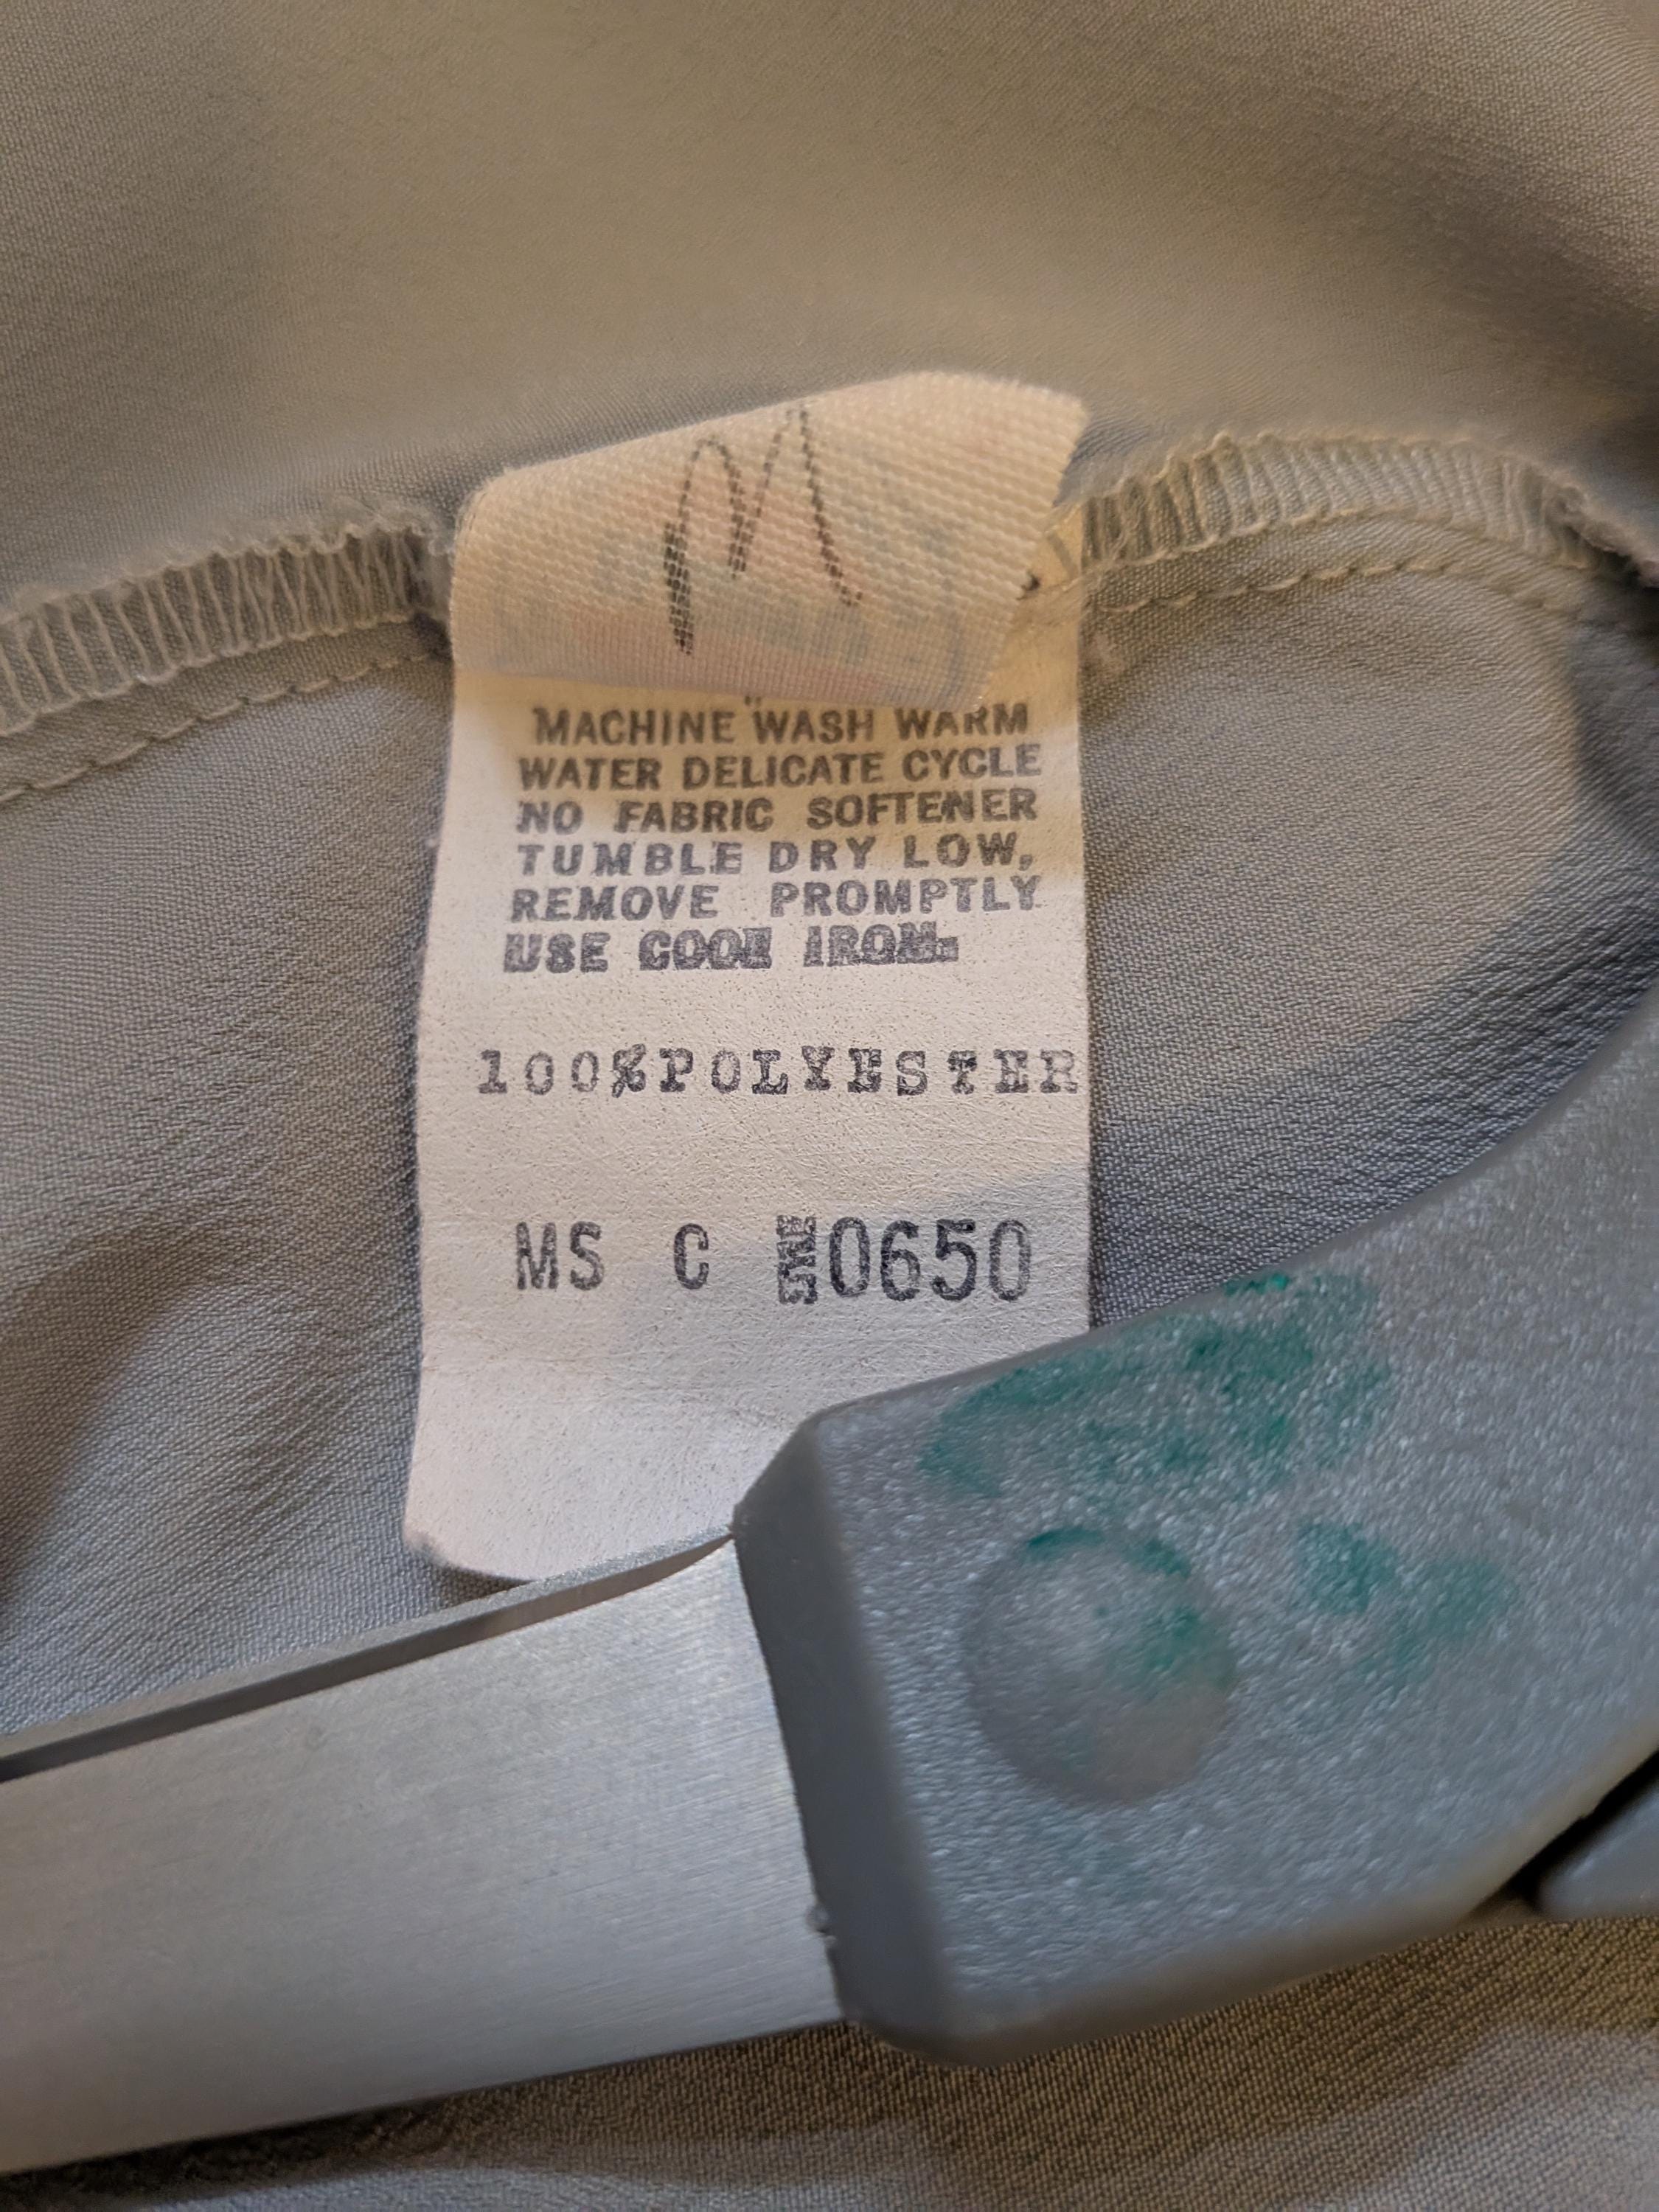 M
MACHINE WASH WARM
WATER DELICATE CYCLE
NO FABRIC SOFTENER
TUMBLE DRY LOW,
REMOVE PROMPTLY
USE COOL IRON.
100%POLYESTER
MS C STYLE 0650